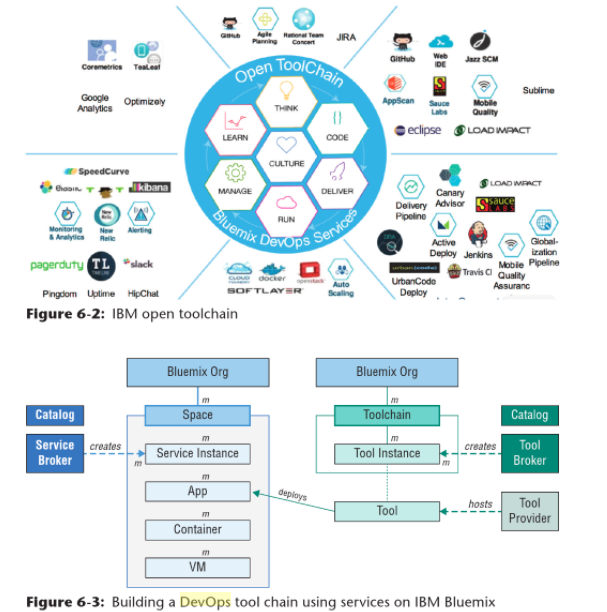 GitHub
Agile
Planning
Rational Team
Concert
JIRA
Coremetrics
TeaLeaf
Google
Analytics
Optimizely
GitHub
Web
IDE
Jazz SCM
AppScan
Sauce
Labs
Mobile
Quality
Sublime
eclipse
LOAD IMPACT
Open ToolChain
THINK
LEARN
CODE
CULTURE
MANAGE
DELIVER
RUN
Bluemix DevOps Services
SpeedCurve
kibana
Monitoring
& Analytics
New
Relic
Alerting
pagerduty
TL
slack
Pingdom
Uptime
HipChat
CLOUD
FOUNDRY
docker
openstack
SOFTLAYER
Auto
Scaling
Delivery
Pipeline
Canary
Advisor
LOAD IMPACT
SAUCE
LABS
Active
Deploy
Jenkins
Global-
ization
Pipeline
UrbanCode
Deploy
Travis CI
Mobile
Quality
Assuranc
Figure 6-2: IBM open toolchain
Bluemix Org
Bluemix Org
m
m
Catalog
Space
Toolchain
Catalog
m
m
Service
Broker
creates
m
Service Instance
Tool Instance
m
creates
Tool
Broker
m
App
deploys
Tool
hosts
Tool
Provider
m
Container
m
VM
Figure 6-3: Building a DevOps tool chain using services on IBM Bluemix